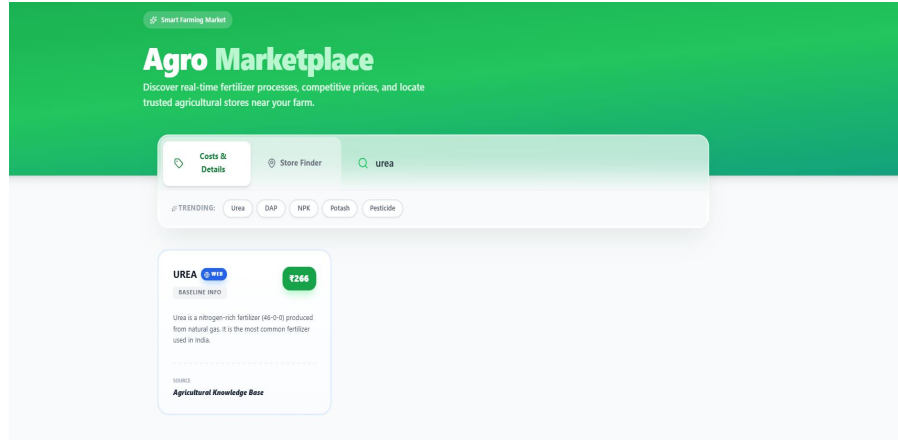 Smart Farming Market
Agro Marketplace
Discover real-time fertilizer processes, competitive prices, and locate
trusted agricultural stores near your farm.
Costs &
Details
Store Finder
urea
TRENDING:
Urea
DAP
NPK
Potash
Pesticide
UREA
WEB
₹266
BASELINE INFO
Urea is a nitrogen-rich fertilizer (46-0-0) produced
from natural gas. It is the most common fertilizer
used in India.
SOURCE
Agricultural Knowledge Base